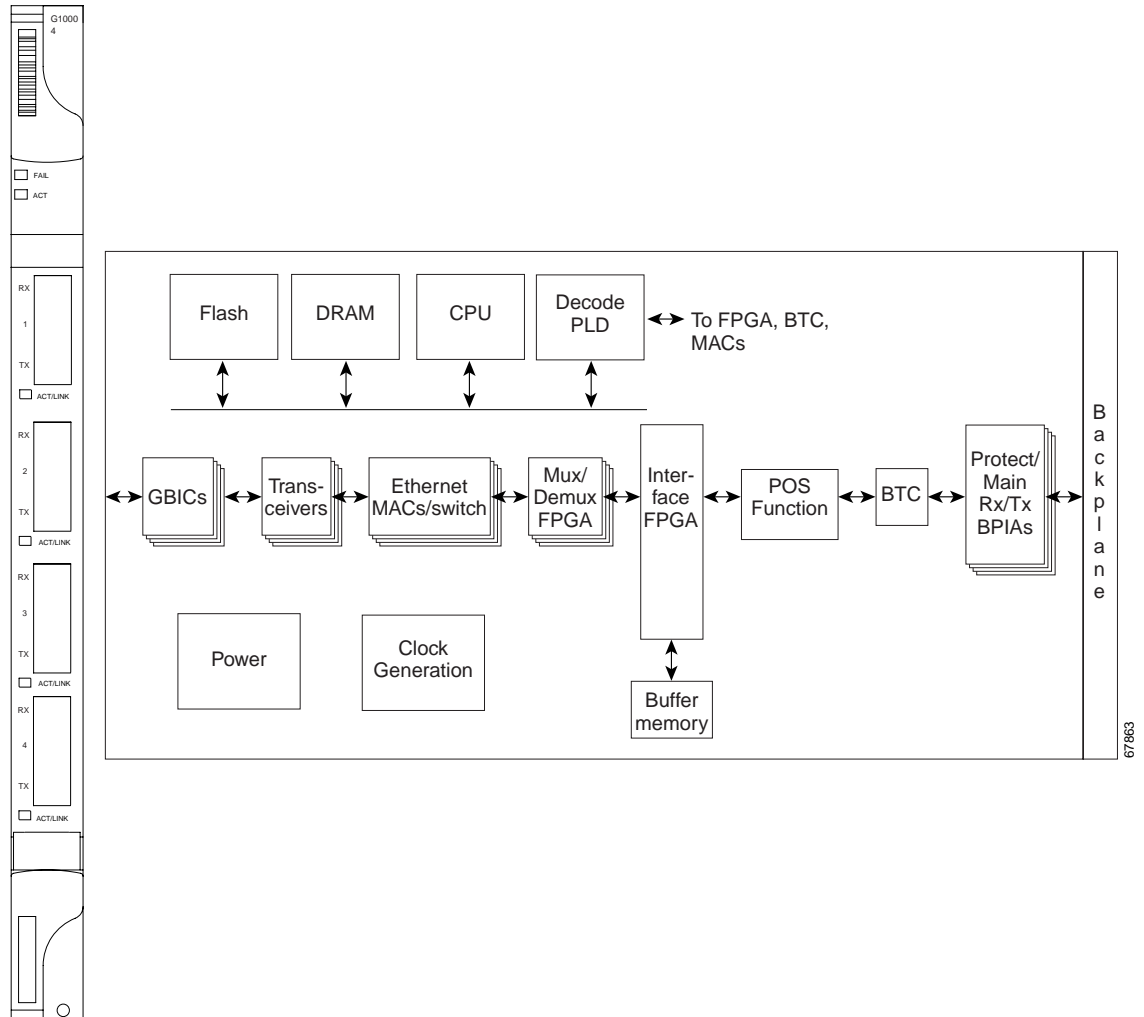 G1000
4
FAIL
ACT
RX
1
TX
ACT/LINK
RX
2
TX
ACT/LINK
RX
3
TX
ACT/LINK
RX
4
TX
ACT/LINK
Flash
DRAM
CPU
Decode
PLD
To FPGA, BTC,
MACs
GBICs
Trans-
ceivers
Ethernet
MACs/switch
Mux/
Demux
FPGA
Inter-
face
FPGA
POS
Function
BTC
Protect/
Main
Rx/Tx
BPIAs
Backplane
Power
Clock
Generation
Buffer
memory
67863